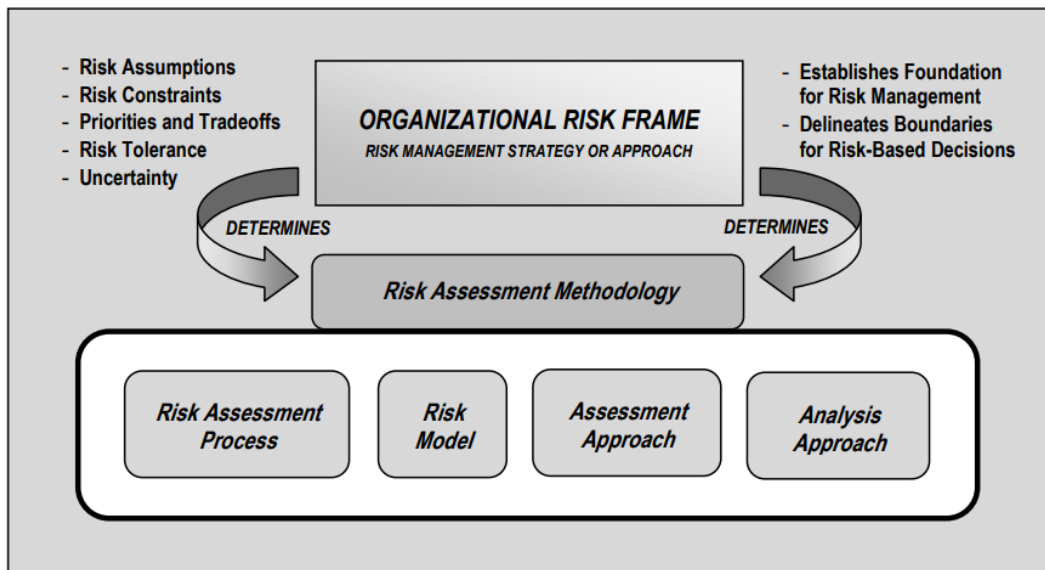 - Risk Assumptions
- Risk Constraints
- Priorities and Tradeoffs
- Risk Tolerance
- Uncertainty
ORGANIZATIONAL RISK FRAME
RISK MANAGEMENT STRATEGY OR APPROACH
- Establishes Foundation
for Risk Management
- Delineates Boundaries
for Risk-Based Decisions
DETERMINES
DETERMINES
Risk Assessment Methodology
Risk Assessment
Process
Risk
Model
Assessment
Approach
Analysis
Approach